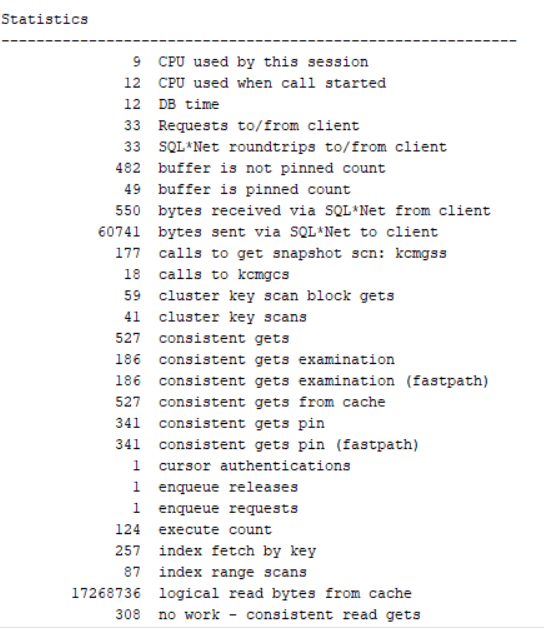 Statistics
-----------------------------------------------------------
9 CPU used by this session
12 CPU used when call started
12 DB time
33 Requests to/from client
33 SQL*Net roundtrips to/from client
482 buffer is not pinned count
49 buffer is pinned count
550 bytes received via SQL*Net from client
60741 bytes sent via SQL*Net to client
177 calls to get snapshot scn: kcmgss
18 calls to kcmgcs
59 cluster key scan block gets
41 cluster key scans
527 consistent gets
186 consistent gets examination
186 consistent gets examination (fastpath)
527 consistent gets from cache
341 consistent gets pin
341 consistent gets pin (fastpath)
1 cursor authentications
1 enqueue releases
1 enqueue requests
124 execute count
257 index fetch by key
87 index range scans
17268736 logical read bytes from cache
308 no work - consistent read gets